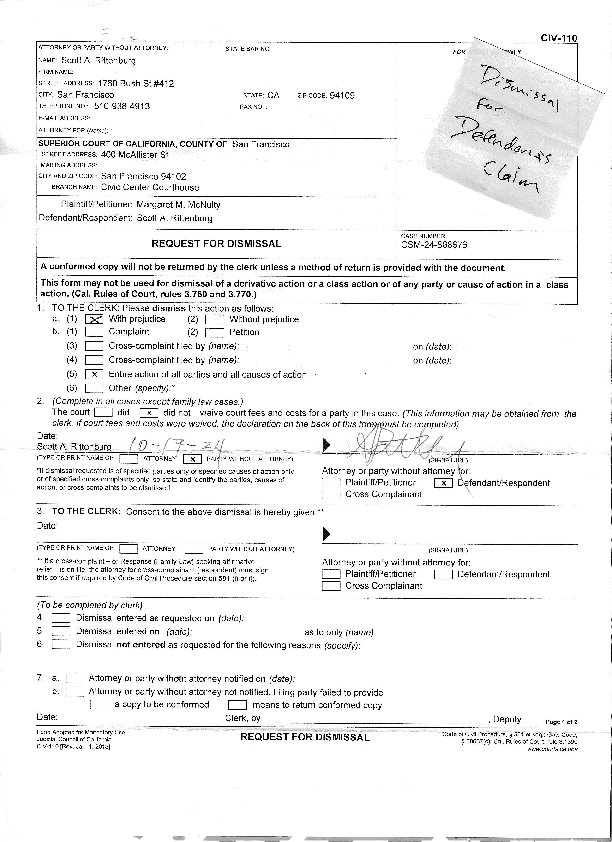 CIV-110
ATTORNEY OR PARTY WITHOUT ATTORNEY: STATE BAR NO:
NAME: Scott A. Rittenburg
FIRM NAME:
STREET ADDRESS: 1760 Bush St #412
CITY: San Francisco STATE: CA ZIP CODE: 94109
TELEPHONE NO.: 510-938-4913 FAX NO.:
E-MAIL ADDRESS:
ATTORNEY FOR (Name):
FOR ONLY
Dismissal
For
Defendants
Claim
SUPERIOR COURT OF CALIFORNIA, COUNTY OF San Francisco
STREET ADDRESS: 400 McAllister St
MAILING ADDRESS:
CITY AND ZIP CODE: San Francisco 94102
BRANCH NAME: Civic Center Courthouse
Plaintiff/Petitioner: Margaret M. McNulty
Defendant/Respondent: Scott A. Rittenburg
REQUEST FOR DISMISSAL
CASE NUMBER:
A conformed copy will not be returned by the clerk unless a method of return is provided with the document.
This form may not be used for dismissal of a derivative action or a class action or of any party or cause of action in a class
action. (Cal. Rules of Court, rules 3.760 and 3.770.)
1. TO THE CLERK: Please dismiss this action as follows:
a. (1) X With prejudice (2) Without prejudice
b. (1) Complaint (2) Petition
(3) Cross-complaint filed by (name): on (date):
(4) Cross-complaint filed by (name): on (date):
(5) x Entire action of all parties and all causes of action
(6) Other (specify):*
2. (Complete in all cases except family law cases.)
The court did x did not waive court fees and costs for a party in this case. (This information may be obtained from the
clerk. If court fees and costs were waived, the declaration on the back of this form must be completed)
Date:
Scott A. Rittenburg 10-17-24
(TYPE OR PRINT NAME OF ATTORNEY x PARTY WITHOUT ATTORNEY) (SIGNATURE)
*If dismissal requested is of specified parties only or specified causes of action only
or of specified cross-complaints only, so state and identify the parties, causes of
action, or cross-complaints to be dismissed.
Attorney or party without attorney for:
Plaintiff/Petitioner x Defendant/Respondent
Cross Complainant
3. TO THE CLERK: Consent to the above dismissal is hereby given.**
Date:
(TYPE OR PRINT NAME OF ATTORNEY PARTY WITHOUT ATTORNEY) (SIGNATURE)
** If a cross-complaint – or Response (Family Law) seeking affirmative
relief – is on file, the attorney for cross-complainant (respondent) must sign
this consent if required by Code of Civil Procedure section 581 (i) or (j).
Attorney or party without attorney for:
Plaintiff/Petitioner Defendant/Respondent
Cross Complainant
(To be completed by clerk)
4. Dismissal entered as requested on (date):
5 Dismissal entered on (date): as to only (name):
6. Dismissal not entered as requested for the following reasons (specify):
7. a. Attorney or party without attorney notified on (date):
b. Attorney or party without attorney not notified. Filing party failed to provide
a copy to be conformed means to return conformed copy
Date: Clerk, by , Deputy Page 1 of 2
Form Adopted for Mandatory Use
Judicial Council of California
CIV-110 [Rev. Jan. 1, 2013]
REQUEST FOR DISMISSAL
Code of Civil Procedure, § 581 et seq.; Gov. Code,
§ 68637(c); Cal. Rules of Court, rule 3.1390
www.courts.ca.gov